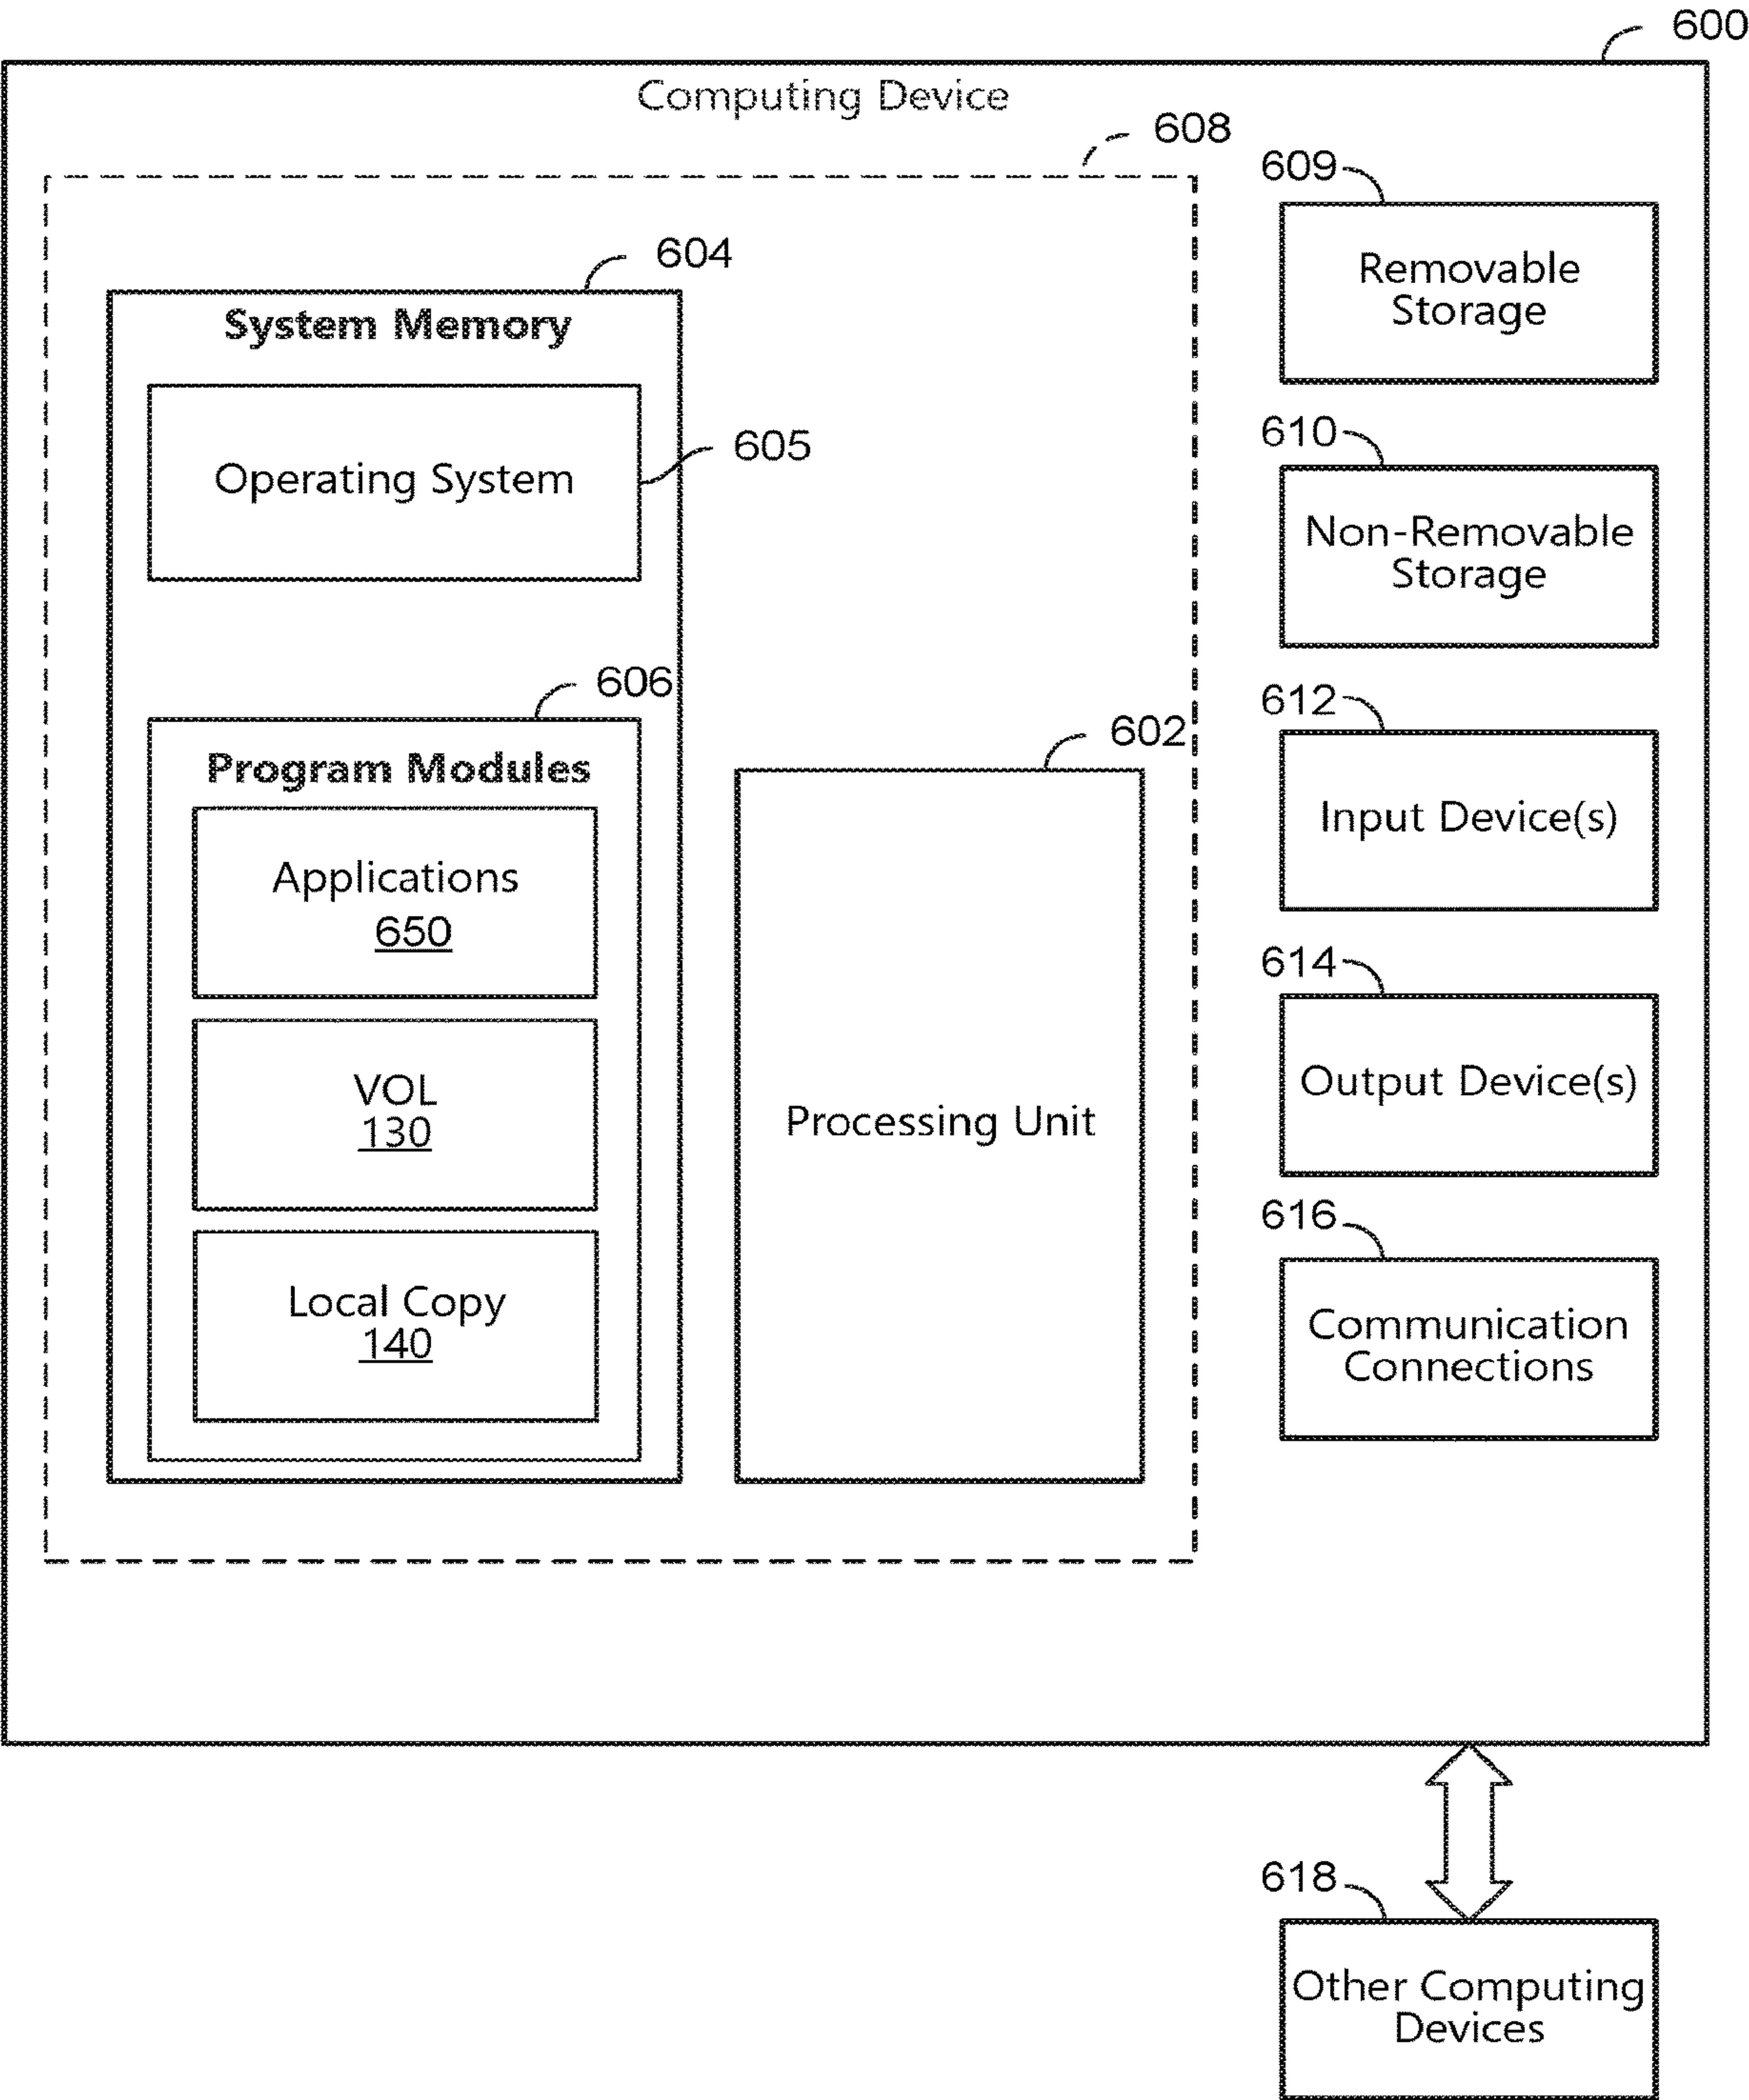 600
Computing Device
608
609
Removable
Storage
604
System Memory
Operating System
605
610
Non-Removable
Storage
606
Program Modules
Applications
650
VOL
130
Local Copy
140
602
Processing Unit
612
Input Device(s)
614
Output Device(s)
616
Communication
Connections
618
Other Computing
Devices